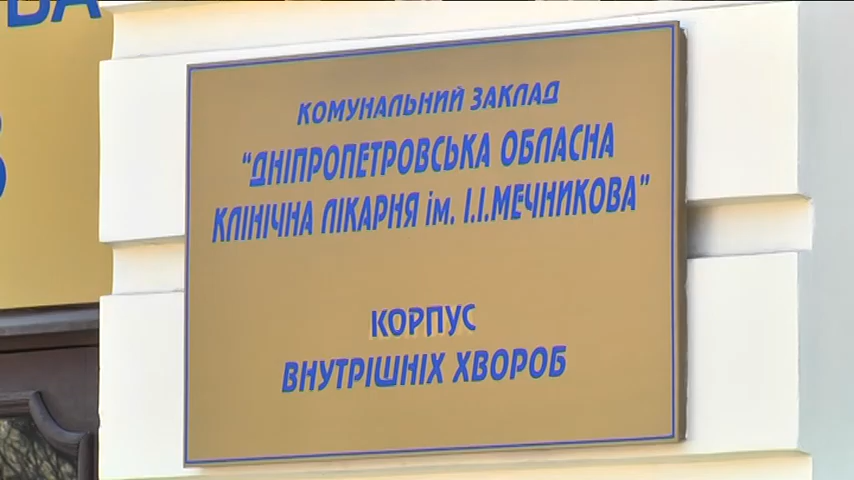 КОМУНАЛЬНИЙ ЗАКЛАД
“ДНІПРОПЕТРОВСЬКА ОБЛАСНА
КЛІНІЧНА ЛІКАРНЯ ім. І.І.МЕЧНИКОВА”
КОРПУС
ВНУТРІШНІХ ХВОРОБ